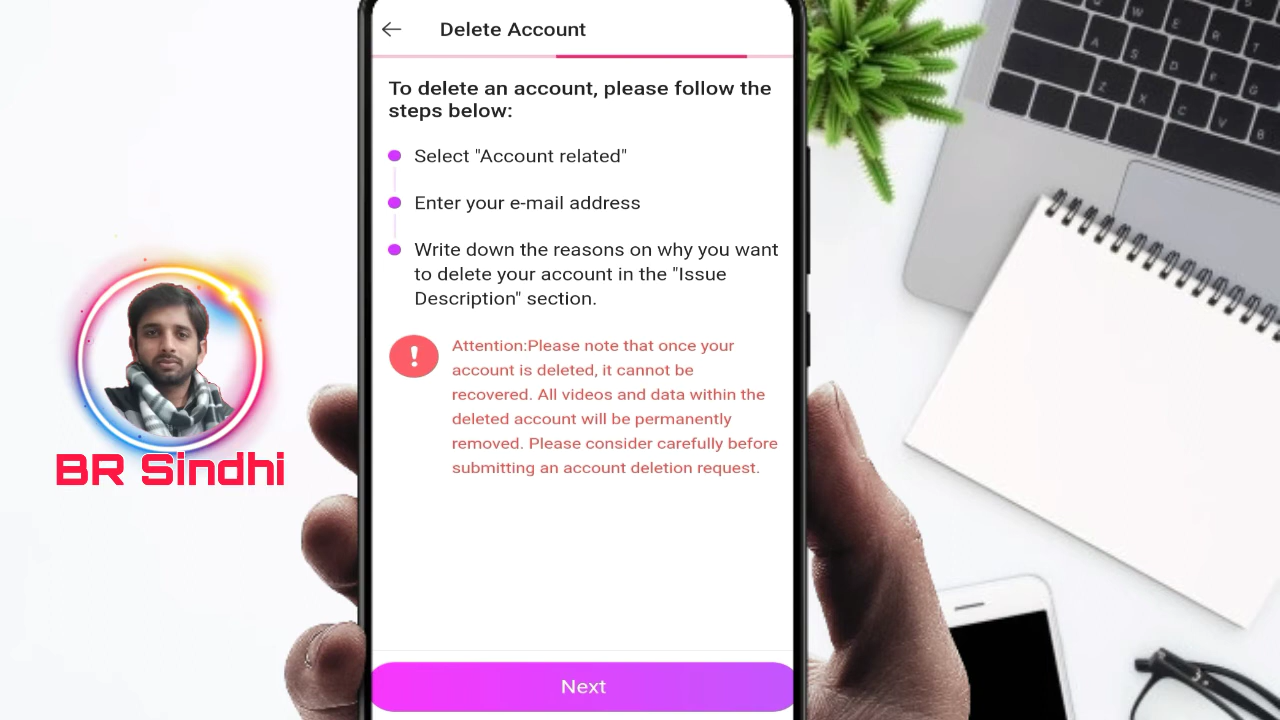 Delete Account
To delete an account, please follow the
steps below:
Select "Account related"
Enter your e-mail address
Write down the reasons on why you want
to delete your account in the "Issue
Description" section.
Attention:Please note that once your
account is deleted, it cannot be
recovered. All videos and data within the
deleted account will be permanently
removed. Please consider carefully before
submitting an account deletion request.
Next
BR Sindhi